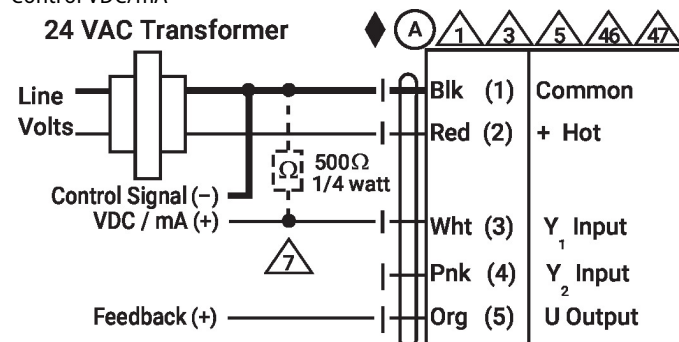 Control VDC/mA
24 VAC Transformer
A 1 3 5 46 47
Line
Volts
Blk (1) Common
Red (2) + Hot
Ω 500Ω
1/4 watt
Control Signal (−)
VDC / mA (+)
Wht (3) Y1 Input
7
Pnk (4) Y2 Input
Feedback (+)
Org (5) U Output